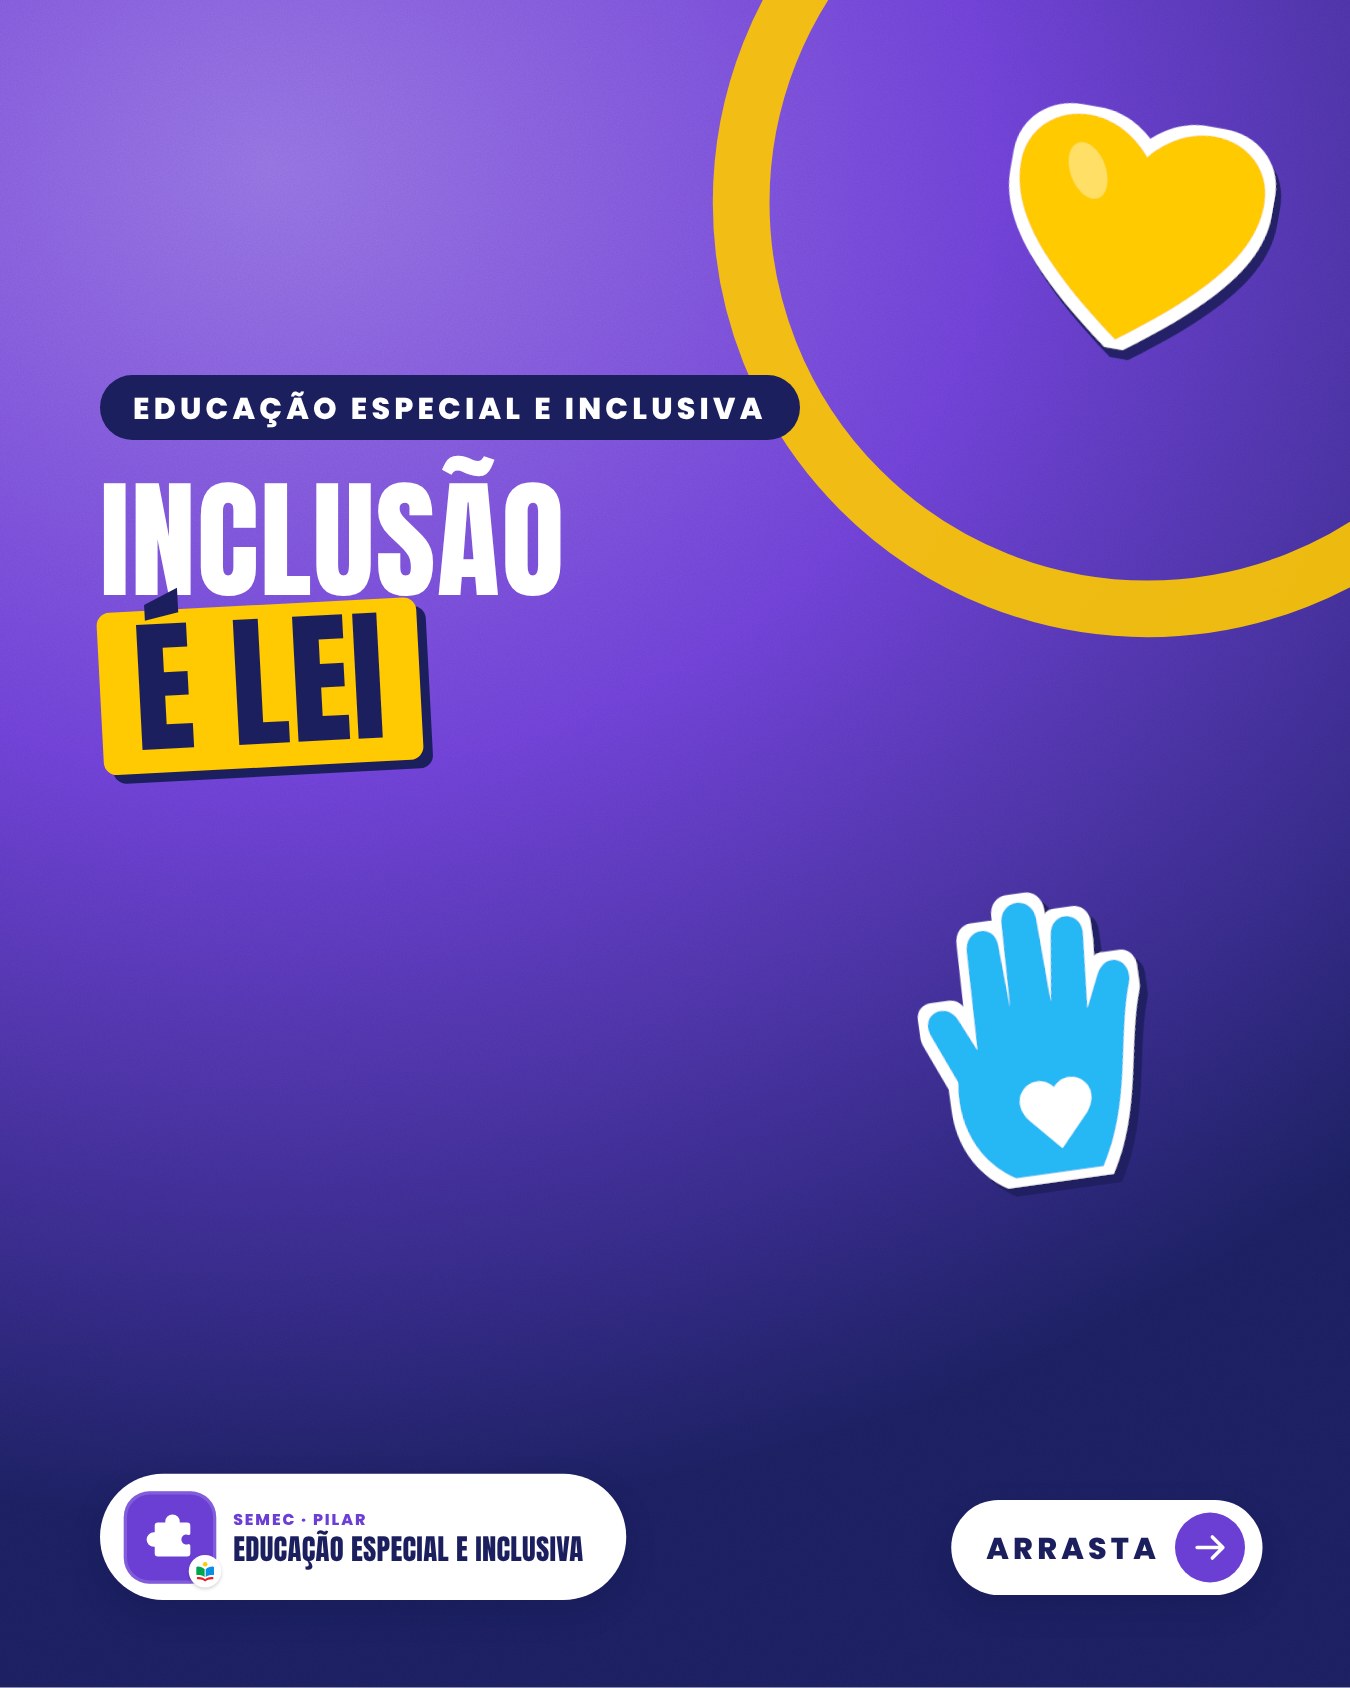 EDUCAÇÃO ESPECIAL E INCLUSIVA
INCLUSÃO
É LEI
SEMEC · PILAR
EDUCAÇÃO ESPECIAL E INCLUSIVA
ARRASTA